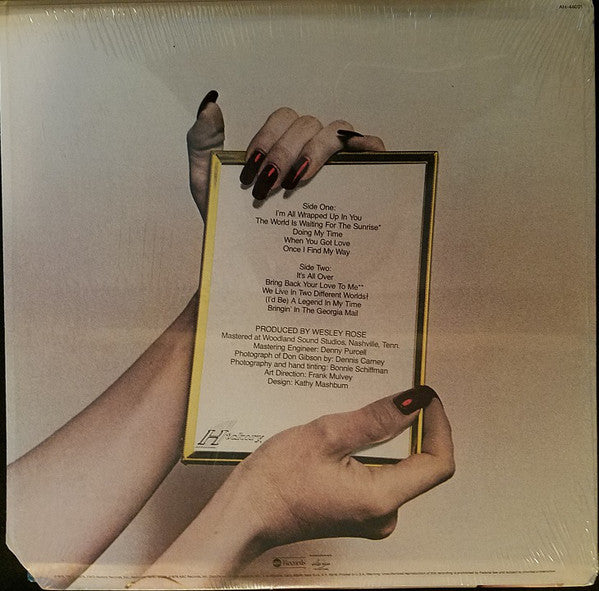 AH-44001
Side One:
I'm All Wrapped Up In You
The World Is Waiting For The Sunrise*
Doing My Time
When You Got Love
Once I Find My Way
Side Two:
It's All Over
Bring Back Your Love To Me**
We Live In Two Different Worlds‡
(I'd Be) A Legend In My Time
Bringin' In The Georgia Mail
PRODUCED BY WESLEY ROSE
Mastered at Woodland Sound Studios, Nashville, Tenn.
Mastering Engineer: Denny Purcell
Photograph of Don Gibson by: Dennis Carney
Photography and hand tinting: Bonnie Schiffman
Art Direction: Frank Mulvey
Design: Kathy Mashburn
Hickory
abc Records